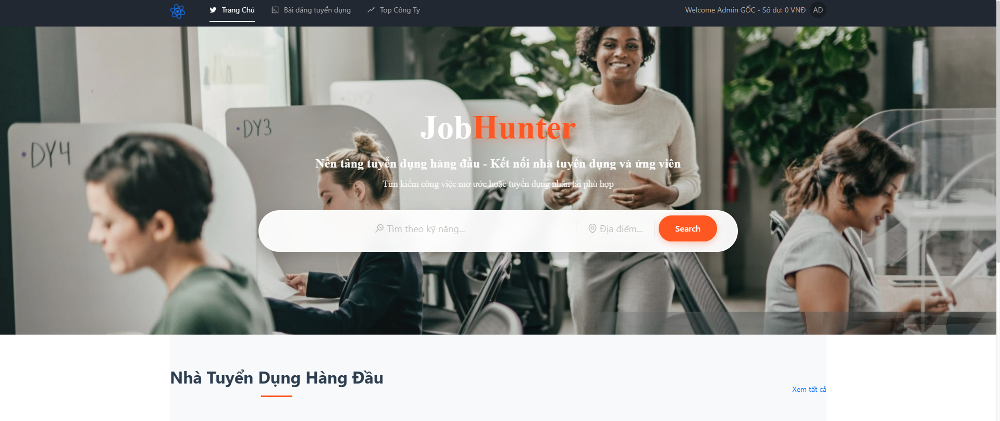 Trang Chủ
Bài đăng tuyển dụng
Top Công Ty
Welcome Admin GỐC - Số dư: 0 VNĐ
AD
DY3
DY4
JobHunter
Nền tảng tuyển dụng hàng đầu - Kết nối nhà tuyển dụng và ứng viên
Tìm kiếm công việc mơ ước hoặc tuyển dụng nhân tài phù hợp
Tìm theo kỹ năng...
Địa điểm...
Search
Nhà Tuyển Dụng Hàng Đầu
Xem tất cả